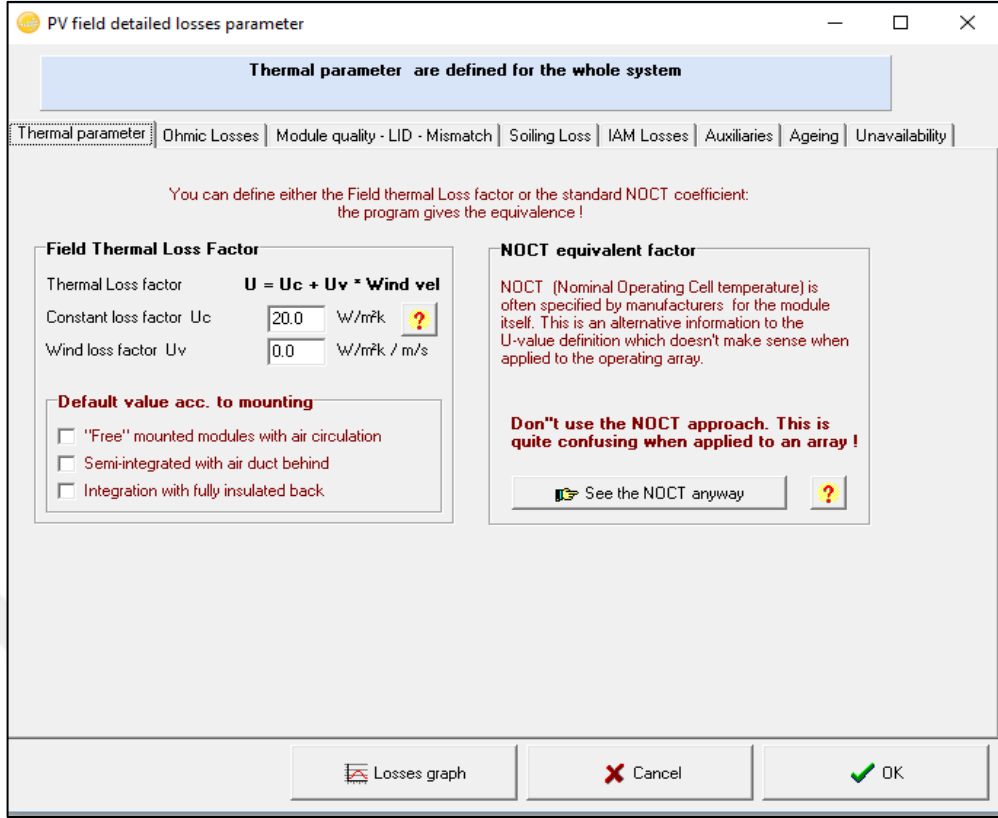 PV field detailed losses parameter
Thermal parameter are defined for the whole system
Thermal parameter Ohmic Losses Module quality - LID - Mismatch Soiling Loss IAM Losses Auxiliaries Ageing Unavailability
You can define either the Field thermal Loss factor or the standard NOCT coefficient:
the program gives the equivalence !
Field Thermal Loss Factor
Thermal Loss factor U = Uc + Uv * Wind vel
Constant loss factor Uc 20.0 W/m²k ?
Wind loss factor Uv 0.0 W/m²k / m/s
Default value acc. to mounting
"Free" mounted modules with air circulation
Semi-integrated with air duct behind
Integration with fully insulated back
NOCT equivalent factor
NOCT (Nominal Operating Cell temperature) is
often specified by manufacturers for the module
itself. This is an alternative information to the
U-value definition which doesn't make sense when
applied to the operating array.
Don"t use the NOCT approach. This is
quite confusing when applied to an array !
See the NOCT anyway ?
Losses graph Cancel OK